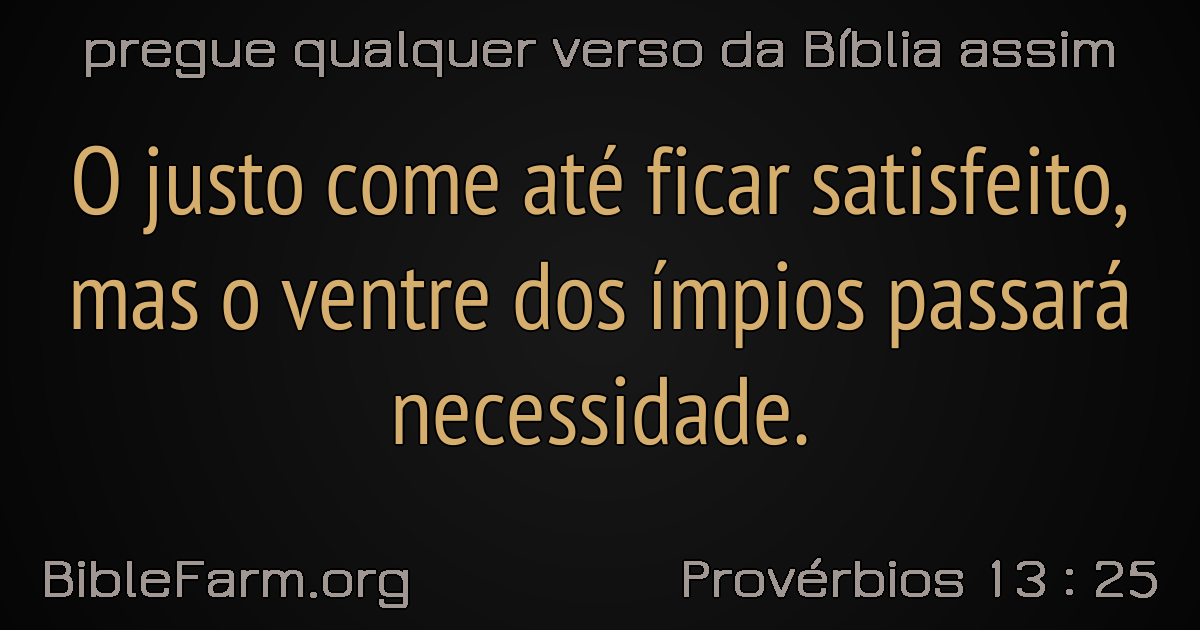 pregue qualquer verso da Bíblia assim
O justo come até ficar satisfeito,
mas o ventre dos ímpios passará
necessidade.
BibleFarm.org
Provérbios 13 : 25